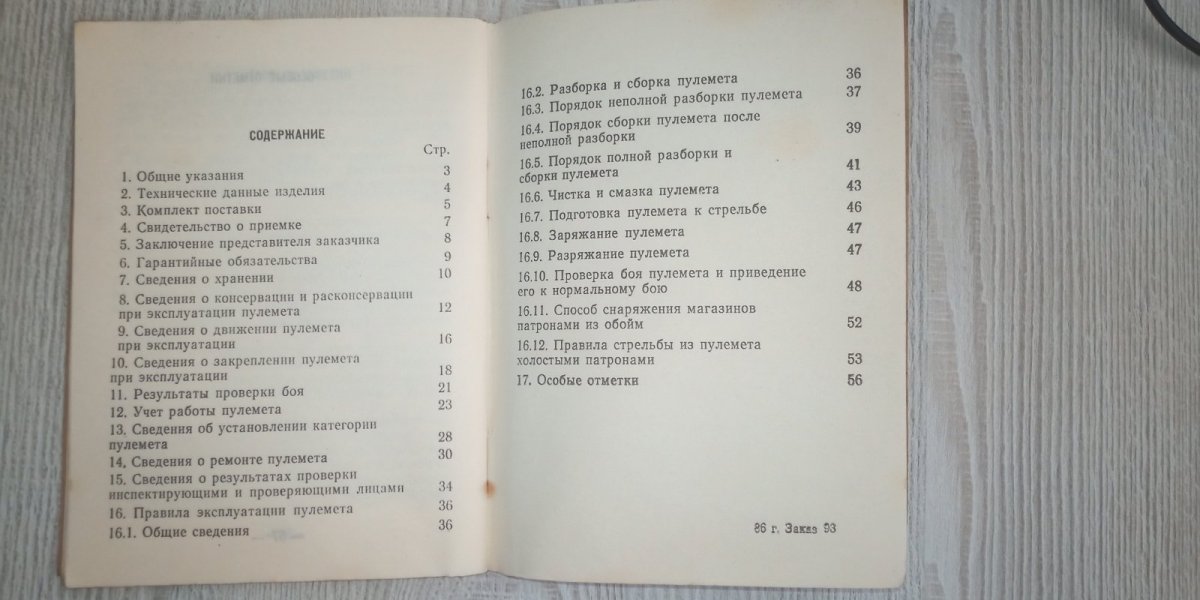 СОДЕРЖАНИЕ
Стр.
1. Общие указания 3
2. Технические данные изделия 4
3. Комплект поставки 5
4. Свидетельство о приемке 7
5. Заключение представителя заказчика 8
6. Гарантийные обязательства 9
7. Сведения о хранении 10
8. Сведения о консервации и расконсервации
при эксплуатации пулемета 12
9. Сведения о движении пулемета
при эксплуатации 16
10. Сведения о закреплении пулемета
при эксплуатации 18
11. Результаты проверки боя 21
12. Учет работы пулемета 23
13. Сведения об установлении категории
пулемета 28
14. Сведения о ремонте пулемета 30
15. Сведения о результатах проверки
инспектирующими и проверяющими лицами 34
16. Правила эксплуатации пулемета 36
16.1. Общие сведения 36
16.2. Разборка и сборка пулемета 36
16.3. Порядок неполной разборки пулемета 37
16.4. Порядок сборки пулемета после
неполной разборки 39
16.5. Порядок полной разборки и
сборки пулемета 41
16.6. Чистка и смазка пулемета 43
16.7. Подготовка пулемета к стрельбе 46
16.8. Заряжание пулемета 47
16.9. Разряжание пулемета 47
16.10. Проверка боя пулемета и приведение
его к нормальному бою 48
16.11. Способ снаряжения магазинов
патронами из обойм 52
16.12. Правила стрельбы из пулемета
холостыми патронами 53
17. Особые отметки 56
86 г. Заказ 93